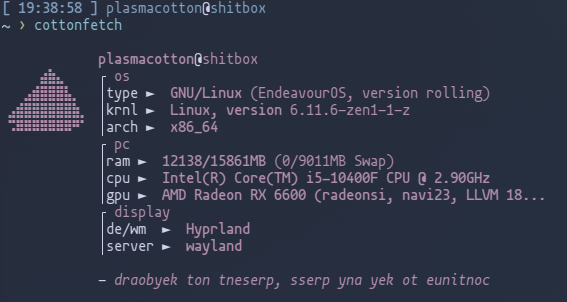 [ 19:38:58 ] plasmacotton@shitbox
~ › cottonfetch
plasmacotton@shitbox
┌ os
│type ► GNU/Linux (EndeavourOS, version rolling)
│krnl ► Linux, version 6.11.6-zen1-1-z
│arch ► x86_64
┌ pc
│ram ► 12138/15861MB (0/9011MB Swap)
│cpu ► Intel(R) Core(TM) i5-10400F CPU @ 2.90GHz
│gpu ► AMD Radeon RX 6600 (radeonsi, navi23, LLVM 18...
┌ display
│de/wm ► Hyprland
│server ► wayland
– draobyek ton tneserp, sserp yna yek ot eunitnoc